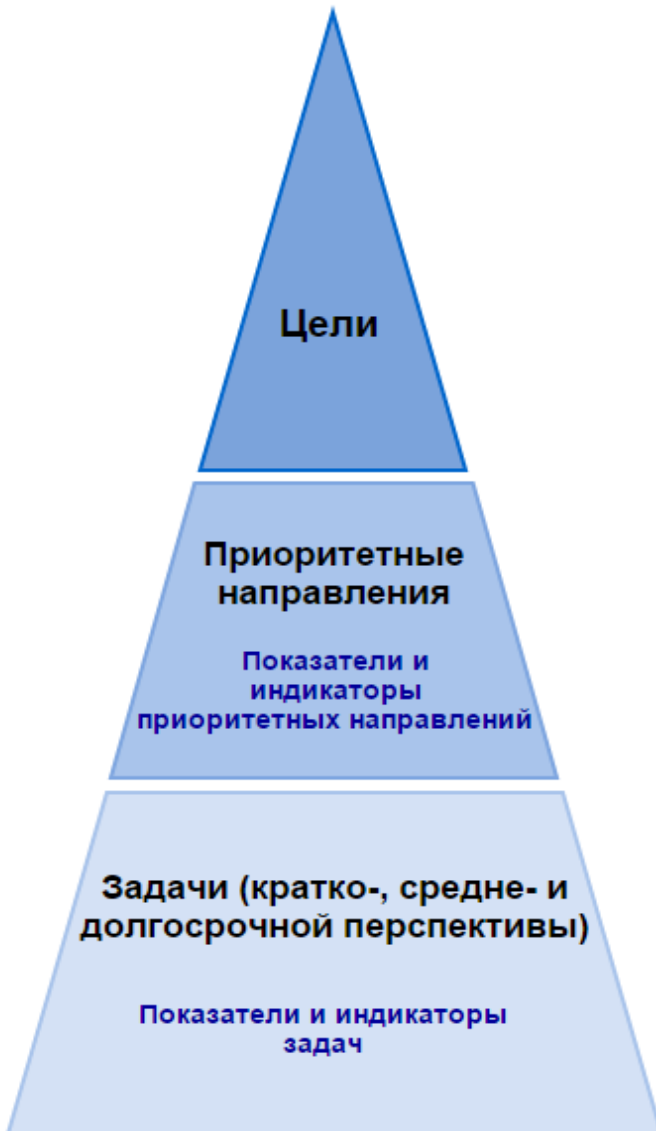 Цели
Приоритетные
направления
Показатели и
индикаторы
приоритетных направлений
Задачи (кратко-, средне- и
долгосрочной перспективы)
Показатели и индикаторы
задач